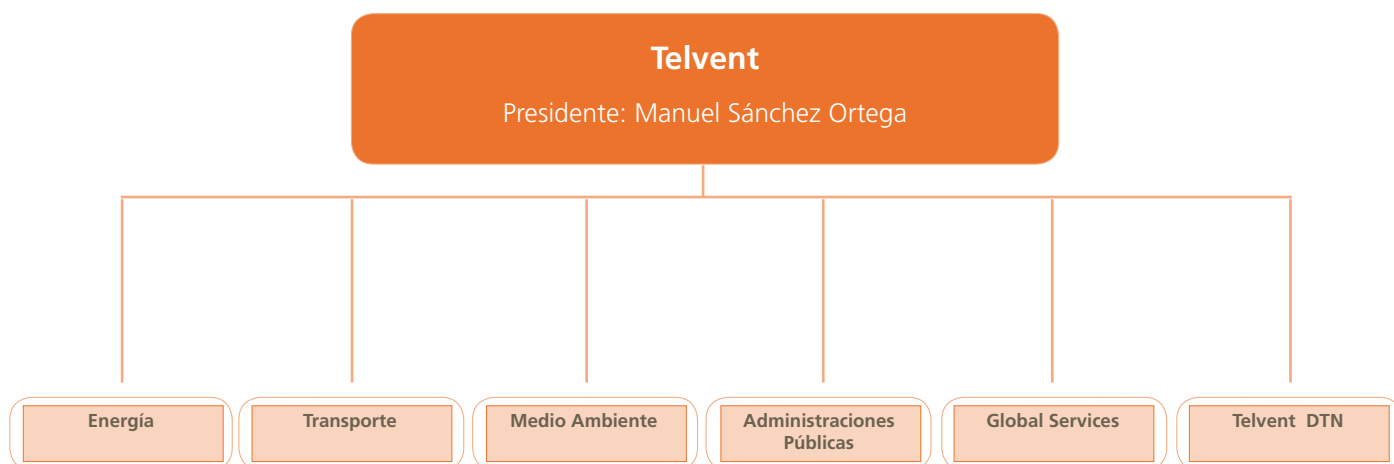 Telvent
Presidente: Manuel Sánchez Ortega
Energía
Transporte
Medio Ambiente
Administraciones
Públicas
Global Services
Telvent DTN